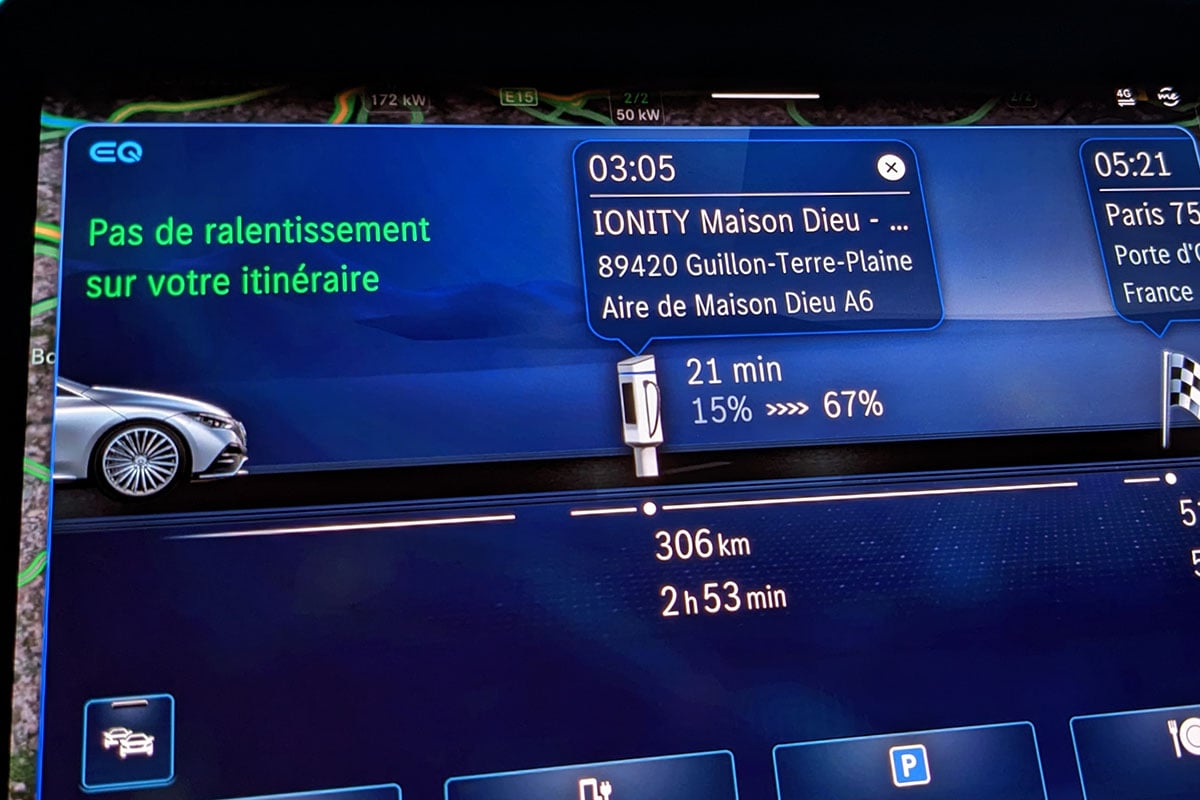 172 kW
E15
2/2
50 kW
2/2
4G
me
EQ
Pas de ralentissement
sur votre itinéraire
03:05
IONITY Maison Dieu - ...
89420 Guillon-Terre-Plaine
Aire de Maison Dieu A6
21 min
15% »»» 67%
306 km
2 h 53 min
05:21
Paris 75
Porte d'
France
P